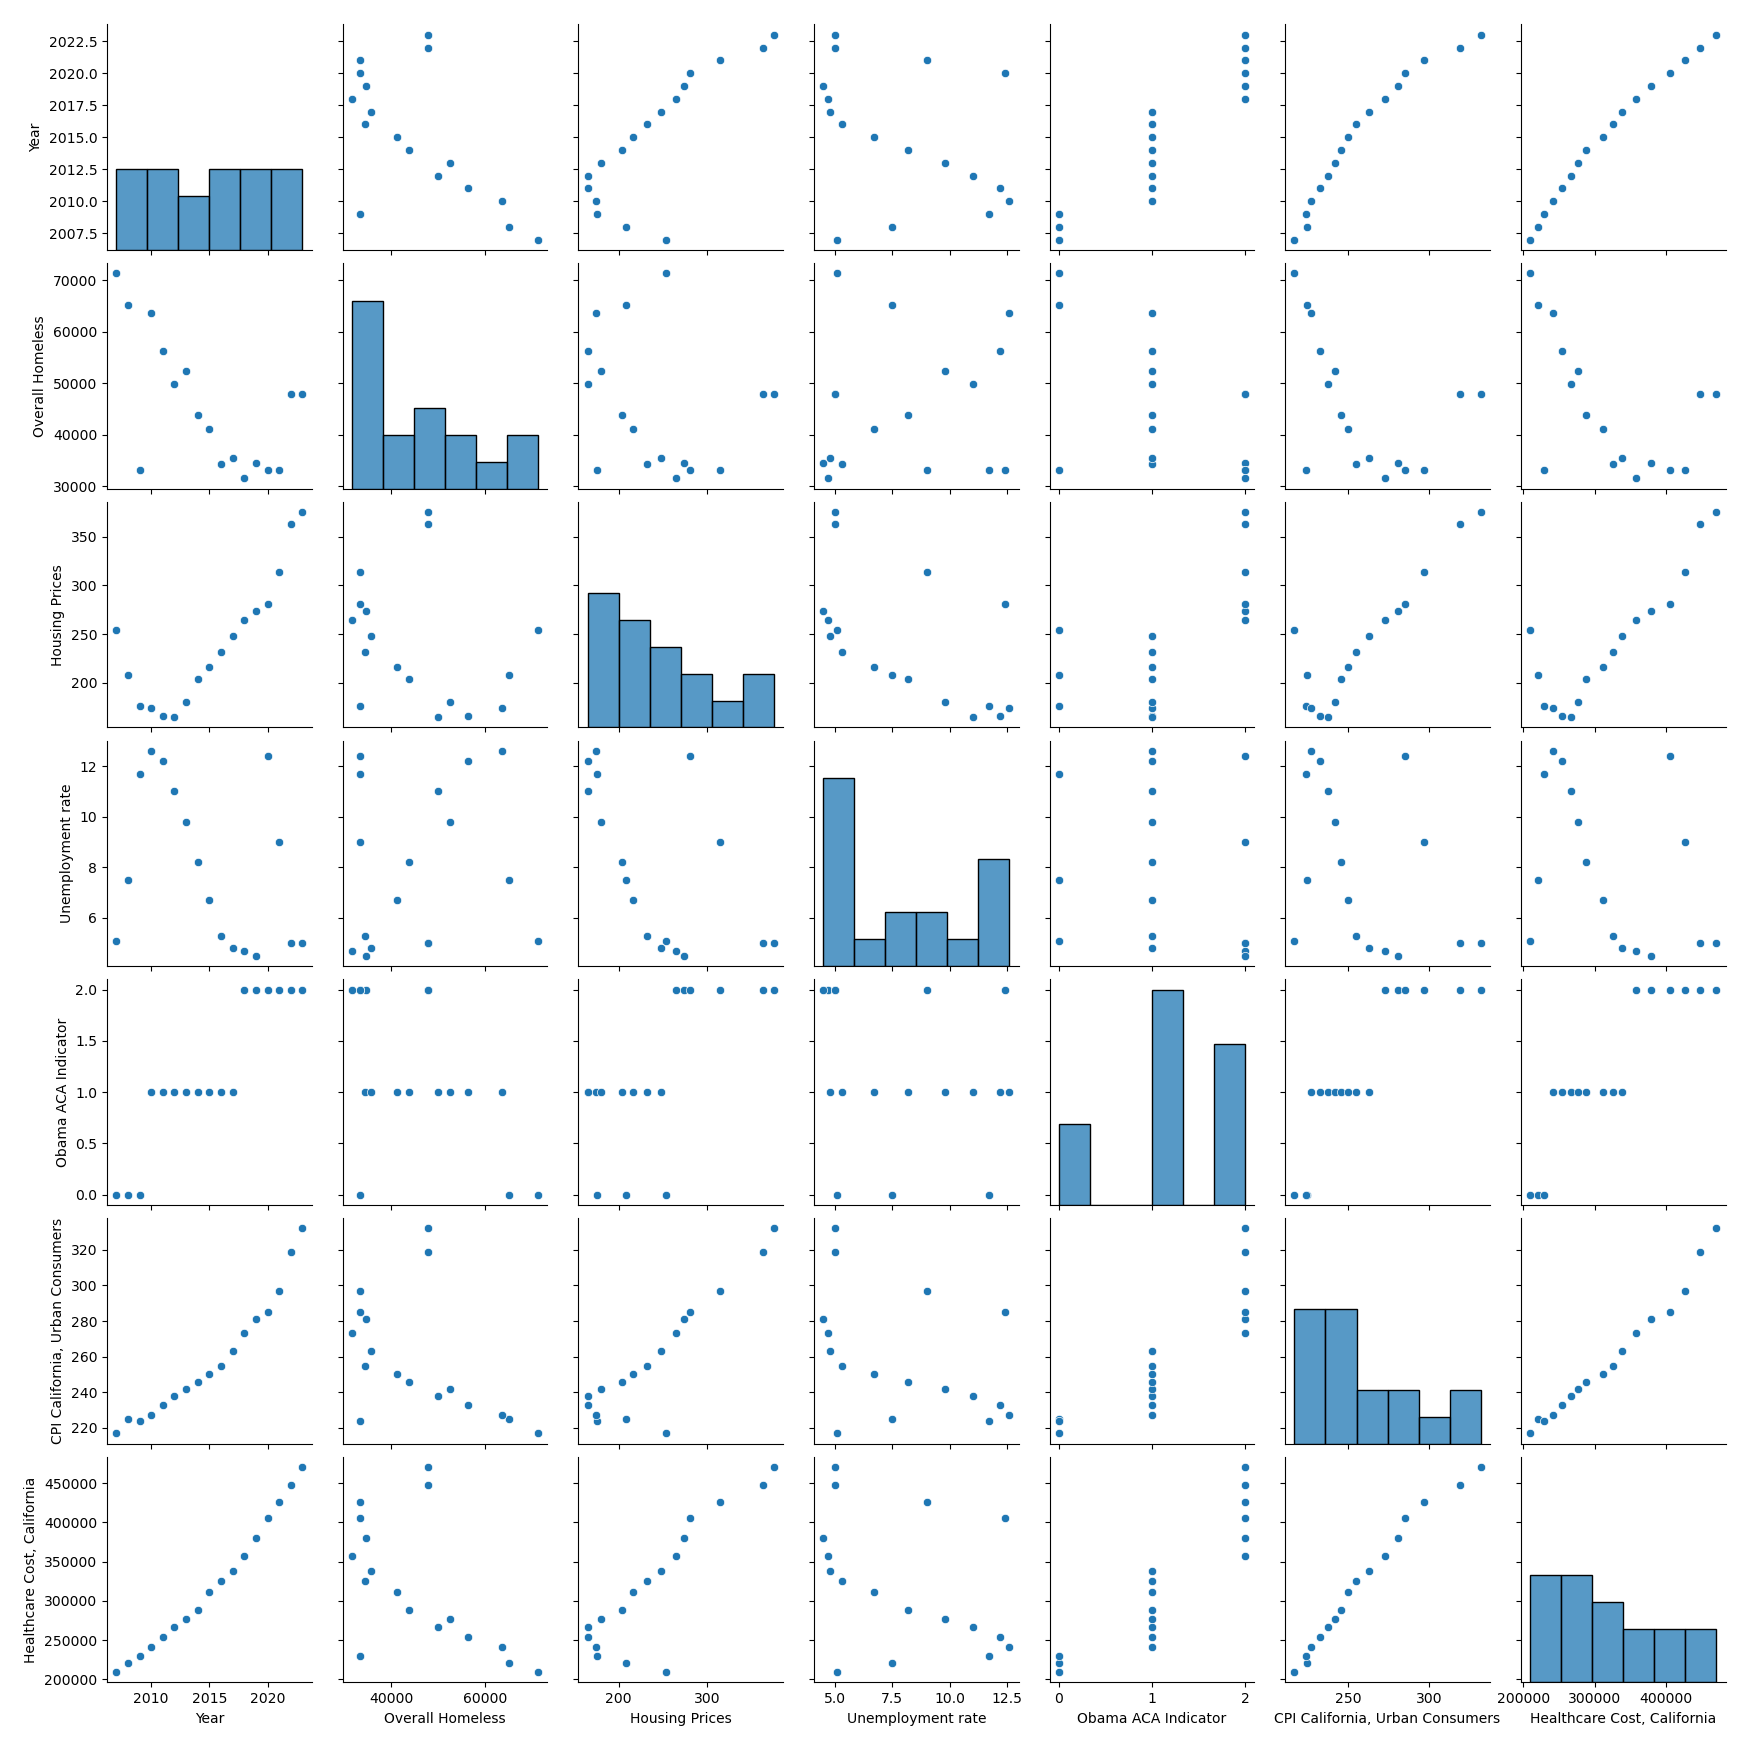 2022.5
2020.0
2017.5
2015.0
2012.5
2010.0
2007.5
Year
70000
60000
50000
40000
30000
Overall Homeless
350
300
250
200
Housing Prices
12
10
8
6
Unemployment rate
2.0
1.5
1.0
0.5
0.0
Obama ACA Indicator
320
300
280
260
240
220
CPI California, Urban Consumers
450000
400000
350000
300000
250000
200000
Healthcare Cost, California
2010 2015 2020
Year
40000 60000
Overall Homeless
200 300
Housing Prices
5.0 7.5 10.0 12.5
Unemployment rate
0 1 2
Obama ACA Indicator
250 300
CPI California, Urban Consumers
200000 300000 400000
Healthcare Cost, California